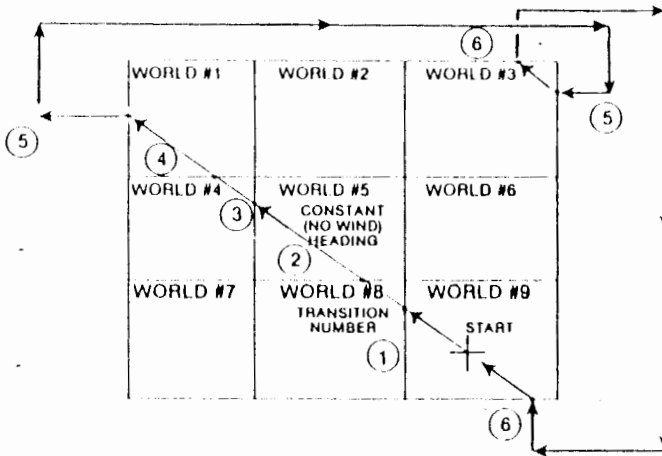 6
WORLD #1
WORLD #2
WORLD #3
5
5
4
WORLD #4
WORLD #5
WORLD #6
3
CONSTANT
(NO WIND)
HEADING
2
WORLD #7
WORLD #8
WORLD #9
TRANSITION
NUMBER
START
1
6